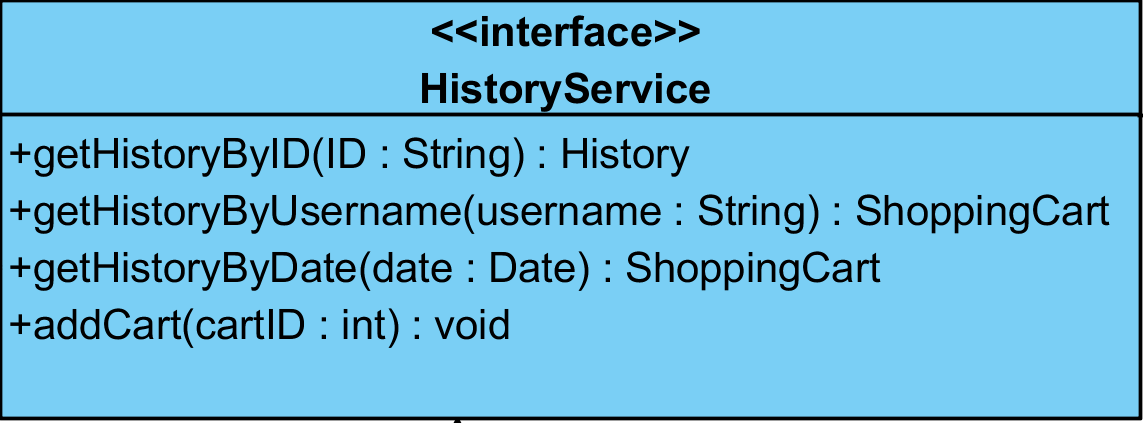 <<interface>>
HistoryService
+getHistoryByID(ID : String) : History
+getHistoryByUsername(username : String) : ShoppingCart
+getHistoryByDate(date : Date) : ShoppingCart
+addCart(cartID : int) : void